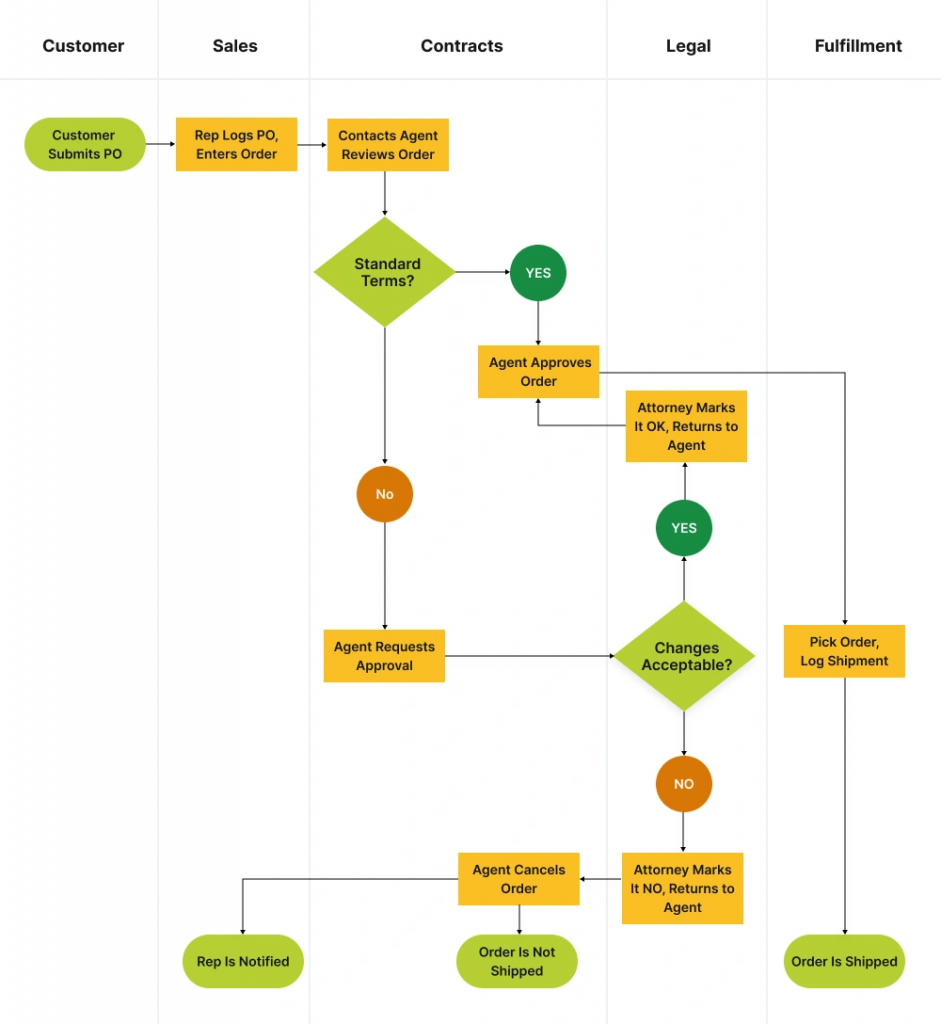 Customer
Sales
Contracts
Legal
Fulfillment
Customer
Submits PO
Rep Logs PO,
Enters Order
Contacts Agent
Reviews Order
Standard
Terms?
YES
Agent Approves
Order
Attorney Marks
It OK, Returns to
Agent
No
YES
Agent Requests
Approval
Changes
Acceptable?
Pick Order,
Log Shipment
NO
Agent Cancels
Order
Attorney Marks
It NO, Returns to
Agent
Rep Is Notified
Order Is Not
Shipped
Order Is Shipped